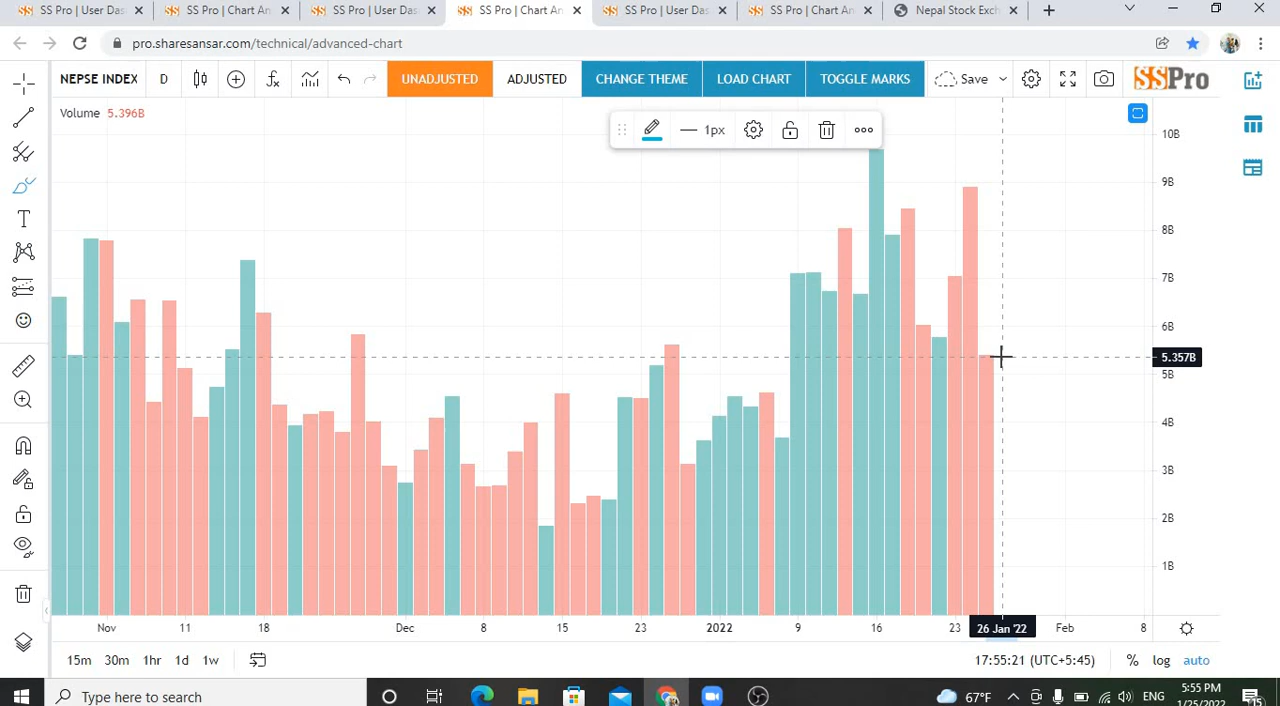 SS Pro | User Das
SS Pro | Chart An
SS Pro | User Das
SS Pro | Chart An
SS Pro | User Das
SS Pro | Chart An
Nepal Stock Exch
pro.sharesansar.com/technical/advanced-chart
NEPSE INDEX D UNADJUSTED ADJUSTED CHANGE THEME LOAD CHART TOGGLE MARKS Save SSPro
Volume 5.396B
1px
10B
9B
8B
7B
6B
5.357B
5B
4B
3B
2B
1B
Nov 11 18 Dec 8 15 23 2022 9 16 23 26 Jan '22 Feb 8
15m 30m 1hr 1d 1w 17:55:21 (UTC+5:45) % log auto
Type here to search
67°F ENG 5:55 PM
1/25/2022
15